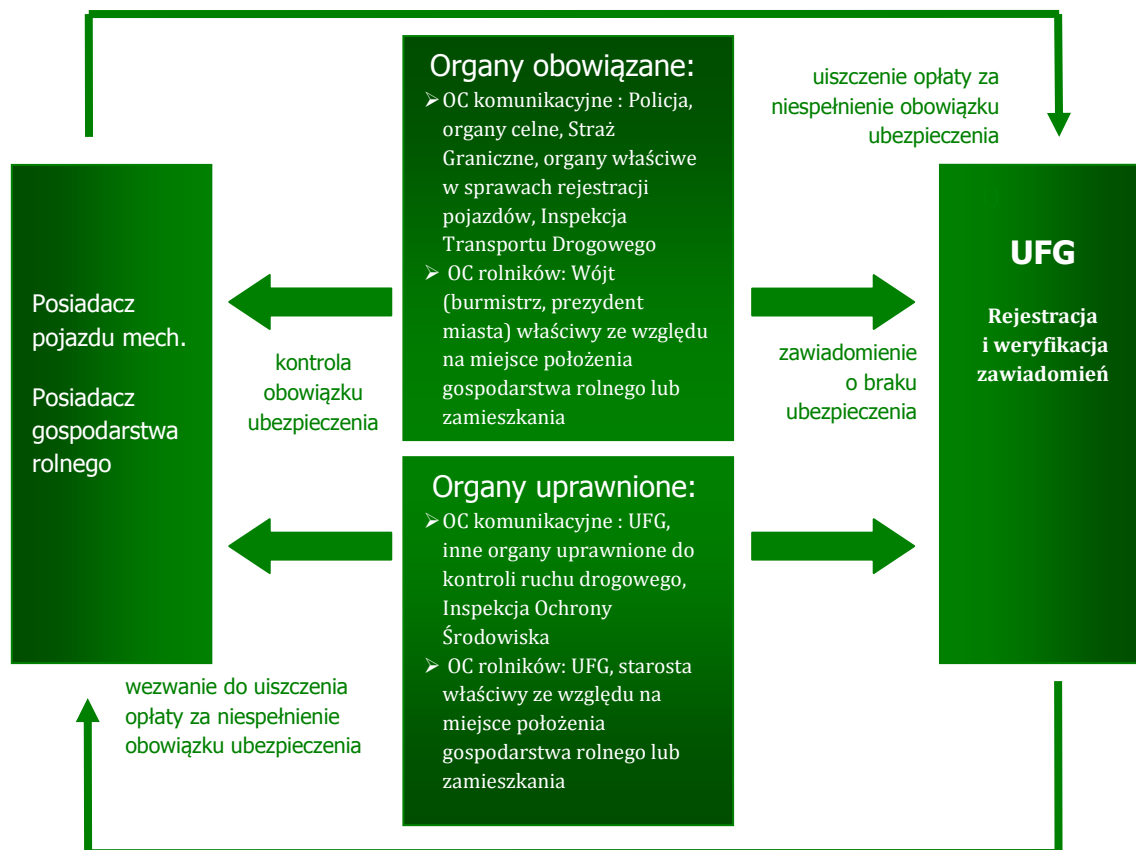 Organy obowiązane:
➢ OC komunikacyjne : Policja,
organy celne, Straż
Graniczne, organy właściwe
w sprawach rejestracji
pojazdów, Inspekcja
Transportu Drogowego
➢ OC rolników: Wójt
(burmistrz, prezydent
miasta) właściwy ze względu
na miejsce położenia
gospodarstwa rolnego lub
zamieszkania
uiszczenie opłaty za
niespełnienie obowiązku
ubezpieczenia
Posiadacz
pojazdu mech.
Posiadacz
gospodarstwa
rolnego
kontrola
obowiązku
ubezpieczenia
zawiadomienie
o braku
ubezpieczenia
UFG
Rejestracja
i weryfikacja
zawiadomień
Organy uprawnione:
➢ OC komunikacyjne : UFG,
inne organy uprawnione do
kontroli ruchu drogowego,
Inspekcja Ochrony
Środowiska
➢ OC rolników: UFG, starosta
właściwy ze względu na
miejsce położenia
gospodarstwa rolnego lub
zamieszkania
wezwanie do uiszczenia
opłaty za niespełnienie
obowiązku ubezpieczenia